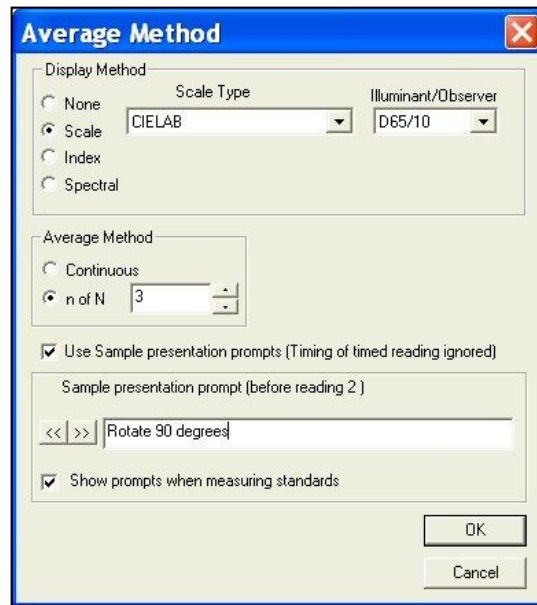 Average Method
Display Method
None
Scale Type
Illuminant/Observer
Scale
CIELAB
D65/10
Index
Spectral
Average Method
Continuous
n of N
3
Use Sample presentation prompts (Timing of timed reading ignored)
Sample presentation prompt (before reading 2 )
<< >> Rotate 90 degrees
Show prompts when measuring standards
OK
Cancel